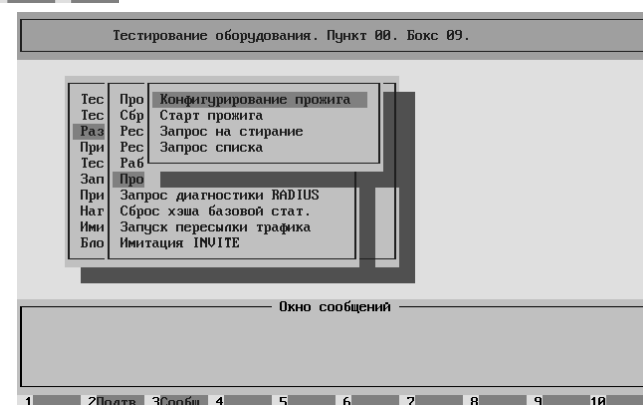 Тестирование оборудования. Пункт 00. Бокс 09.
Тес Про Конфигурирование прожига
Тес Сбр Старт прожига
Раз Рес Запрос на стирание
При Рес Запрос списка
Тес Раб
Зап Про
При Запрос диагностики RADIUS
Наг Сброс хэша базовой стат.
Ими Запуск пересылки трафика
Бло Имитация INVITE
Окно сообщений
1 2Подтв 3Сообщ 4 5 6 7 8 9 10